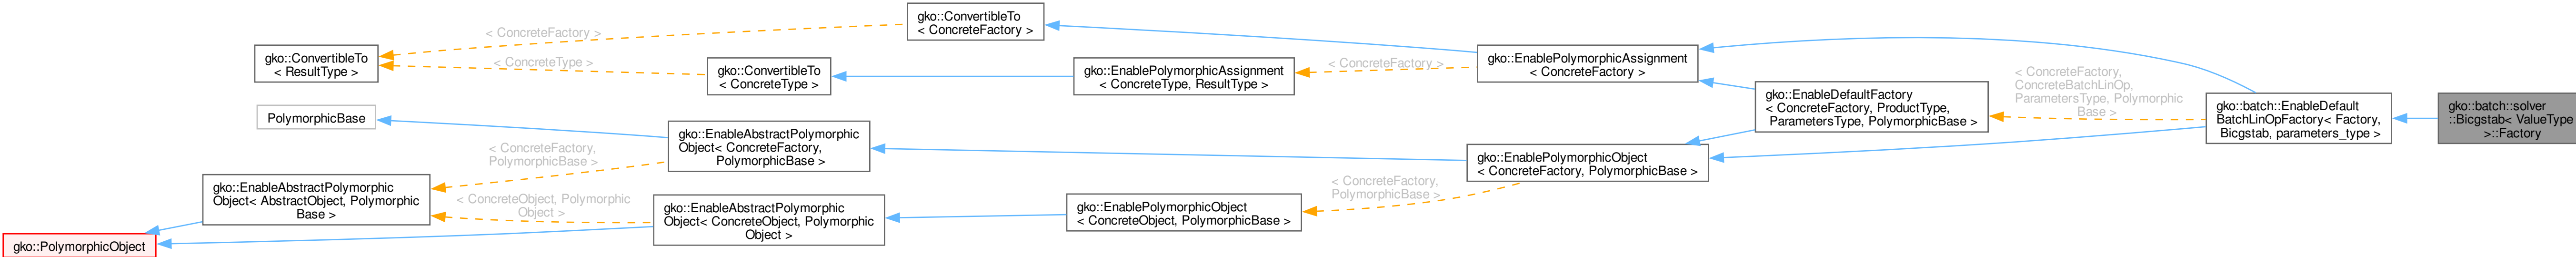 gko::ConvertibleTo
< ConcreteFactory >
< ConcreteFactory >
gko::ConvertibleTo
< ResultType >
< ConcreteType >
gko::ConvertibleTo
< ConcreteType >
gko::EnablePolymorphicAssignment
< ConcreteType, ResultType >
< ConcreteFactory >
gko::EnablePolymorphicAssignment
< ConcreteFactory >
gko::EnableDefaultFactory
< ConcreteFactory, ProductType,
ParametersType, PolymorphicBase >
< ConcreteFactory,
ConcreteBatchLinOp,
ParametersType, Polymorphic
Base >
gko::batch::EnableDefault
BatchLinOpFactory< Factory,
Bicgstab, parameters_type >
gko::batch::solver
::Bicgstab< ValueType
>::Factory
PolymorphicBase
gko::EnableAbstractPolymorphic
Object< ConcreteFactory,
PolymorphicBase >
< ConcreteFactory,
PolymorphicBase >
gko::EnablePolymorphicObject
< ConcreteFactory, PolymorphicBase >
gko::EnableAbstractPolymorphic
Object< AbstractObject, Polymorphic
Base >
< ConcreteObject, Polymorphic
Object >
gko::EnableAbstractPolymorphic
Object< ConcreteObject, Polymorphic
Object >
gko::EnablePolymorphicObject
< ConcreteObject, PolymorphicBase >
< ConcreteFactory,
PolymorphicBase >
gko::PolymorphicObject